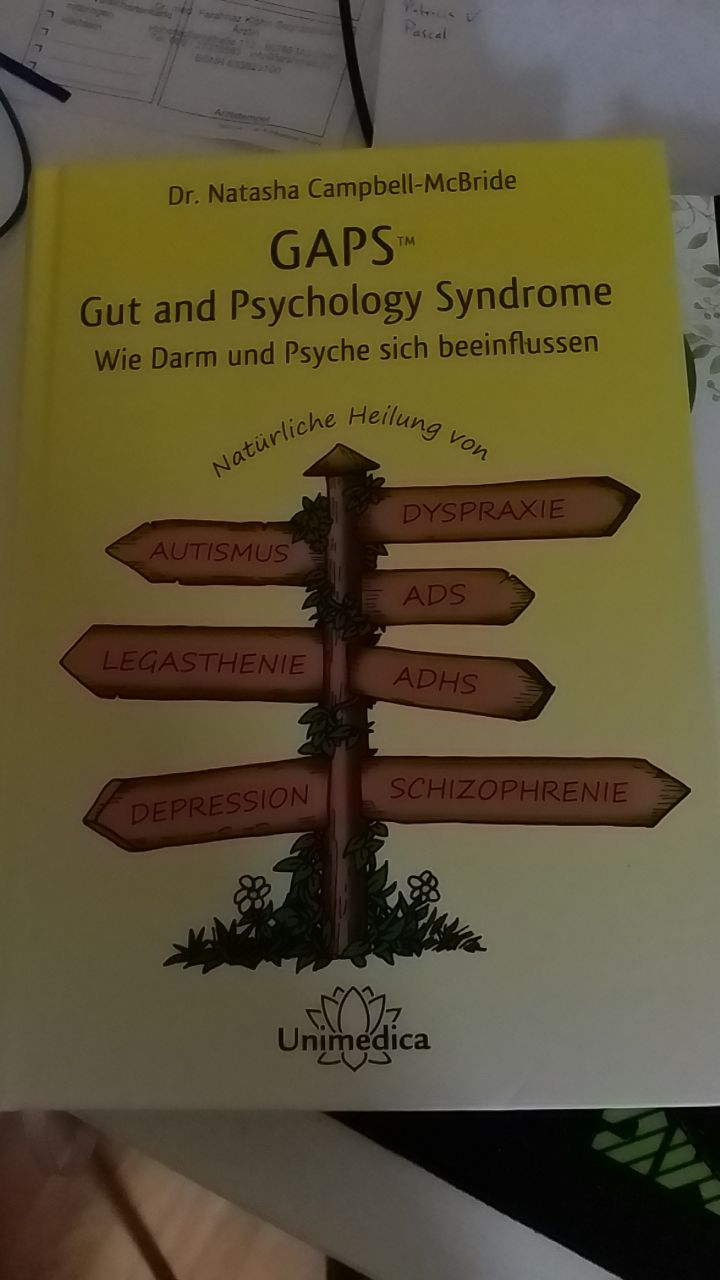 Patricia ✓
Pascal
Arztstempel
Dr. Natasha Campbell-McBride
GAPS™
Gut and Psychology Syndrome
Wie Darm und Psyche sich beeinflussen
Natürliche Heilung von
DYSPRAXIE
AUTISMUS
ADS
LEGASTHENIE
ADHS
DEPRESSION
SCHIZOPHRENIE
Unimedica